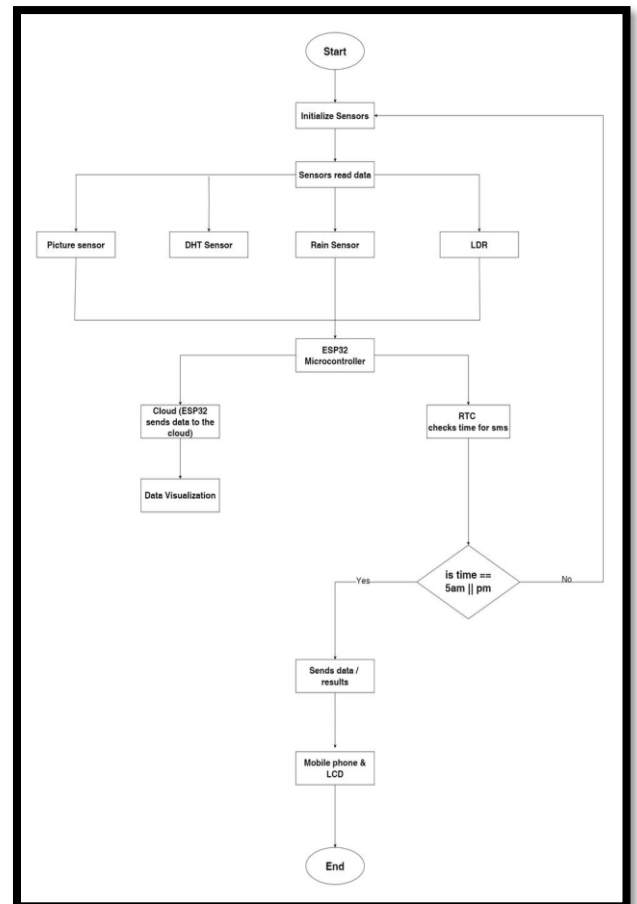 Start
Initialize Sensors
Sensors read data
Picture sensor
DHT Sensor
Rain Sensor
LDR
ESP32
Microcontroller
Cloud (ESP32
sends data to the
cloud)
RTC
checks time for sms
Data Visualization
is time ==
5am || pm
Yes
No
Sends data /
results
Mobile phone &
LCD
End